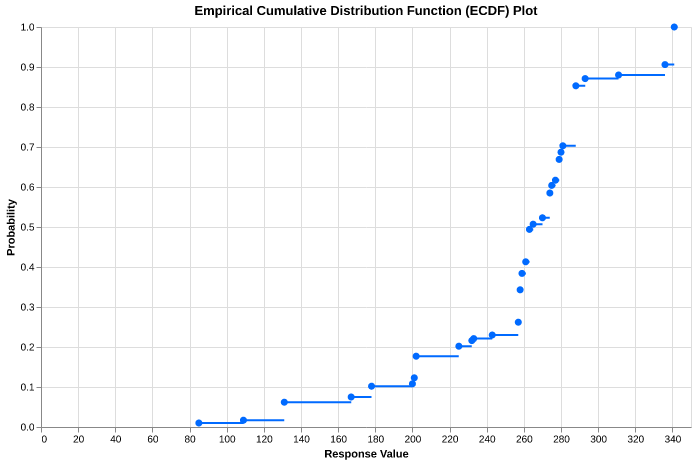 Empirical Cumulative Distribution Function (ECDF) Plot
1.0
0.9
0.8
0.7
0.6
0.5
0.4
0.3
0.2
0.1
0.0
Probability
0 20 40 60 80 100 120 140 160 180 200 220 240 260 280 300 320 340
Response Value